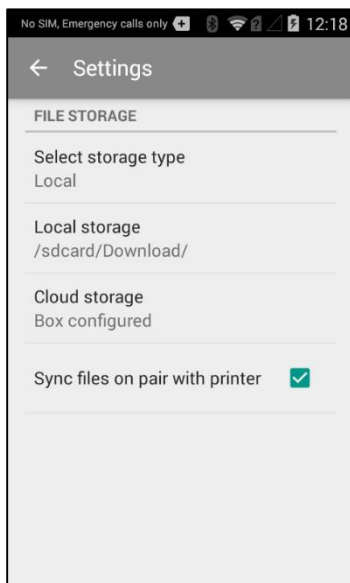 No SIM, Emergency calls only 12:18
Settings
FILE STORAGE
Select storage type
Local
Local storage
/sdcard/Download/
Cloud storage
Box configured
Sync files on pair with printer